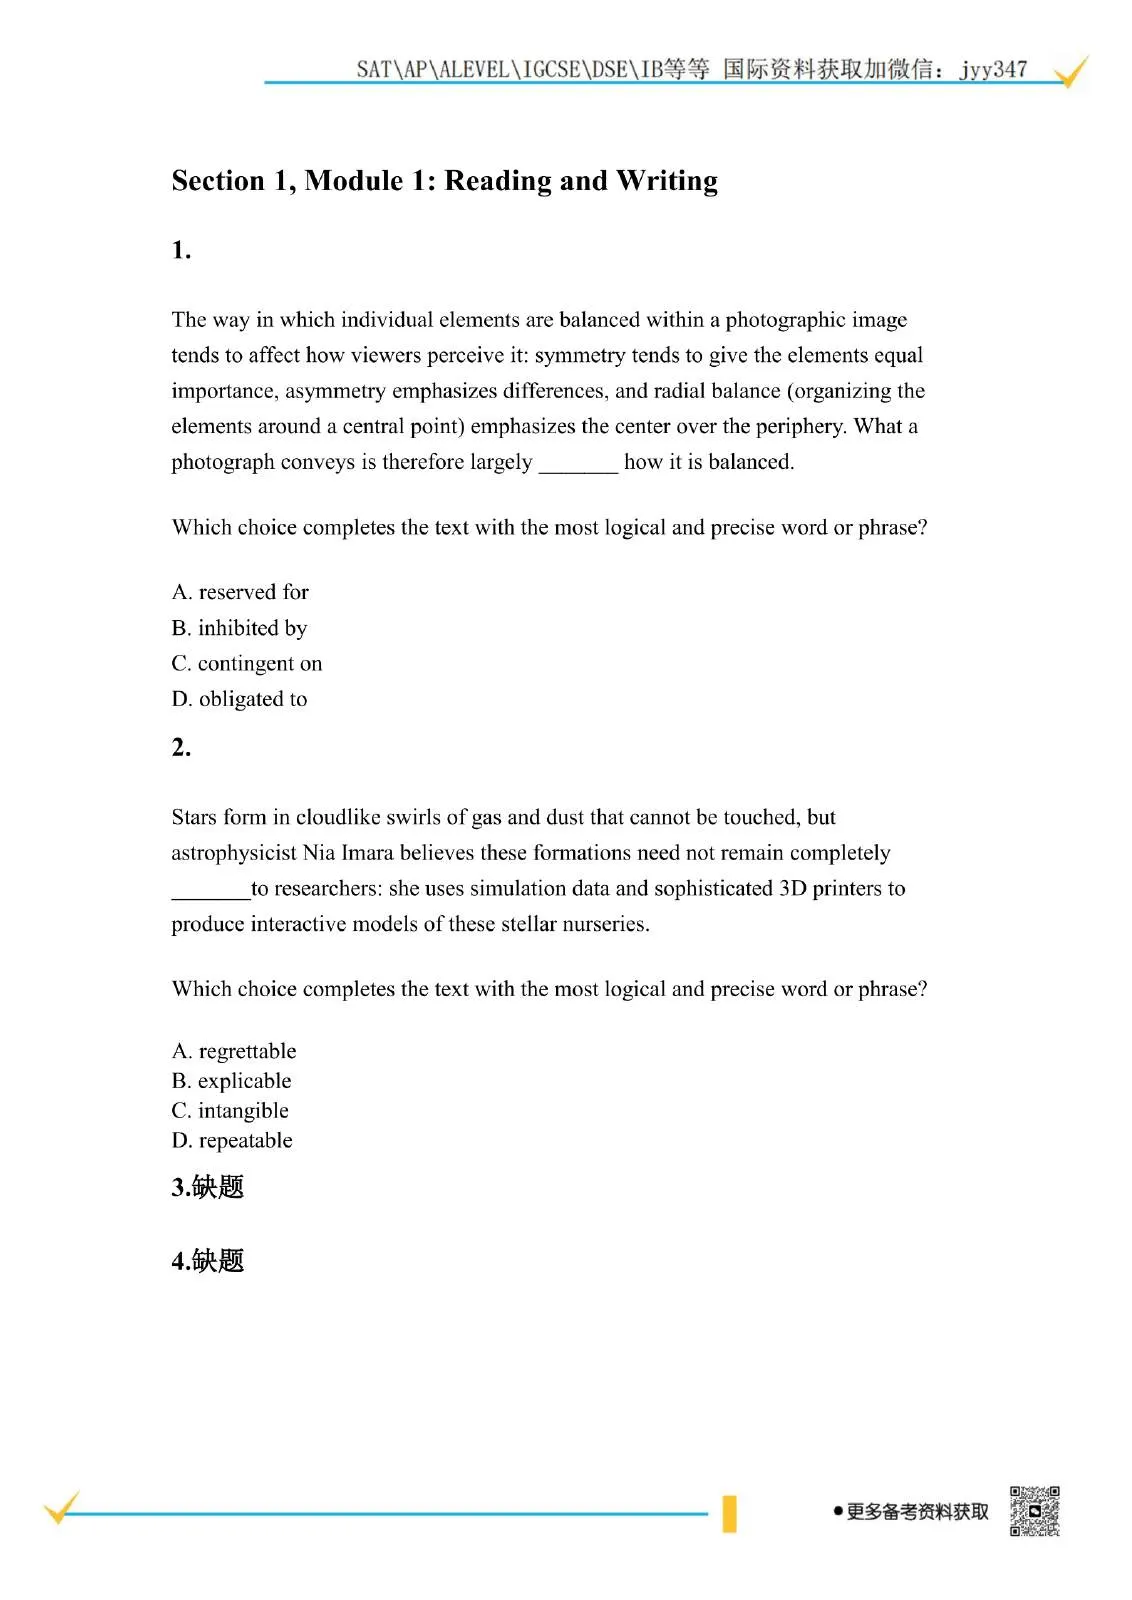 SAT\AP\ALEVEL\IGCSE\DSE\IB等等 国际资料获取加微信：jyy347
Section 1, Module 1: Reading and Writing
1.
The way in which individual elements are balanced within a photographic image
tends to affect how viewers perceive it: symmetry tends to give the elements equal
importance, asymmetry emphasizes differences, and radial balance (organizing the
elements around a central point) emphasizes the center over the periphery. What a
photograph conveys is therefore largely _______ how it is balanced.
Which choice completes the text with the most logical and precise word or phrase?
A. reserved for
B. inhibited by
C. contingent on
D. obligated to
2.
Stars form in cloudlike swirls of gas and dust that cannot be touched, but
astrophysicist Nia Imara believes these formations need not remain completely
_______to researchers: she uses simulation data and sophisticated 3D printers to
produce interactive models of these stellar nurseries.
Which choice completes the text with the most logical and precise word or phrase?
A. regrettable
B. explicable
C. intangible
D. repeatable
3.缺题
4.缺题
●更多备考资料获取